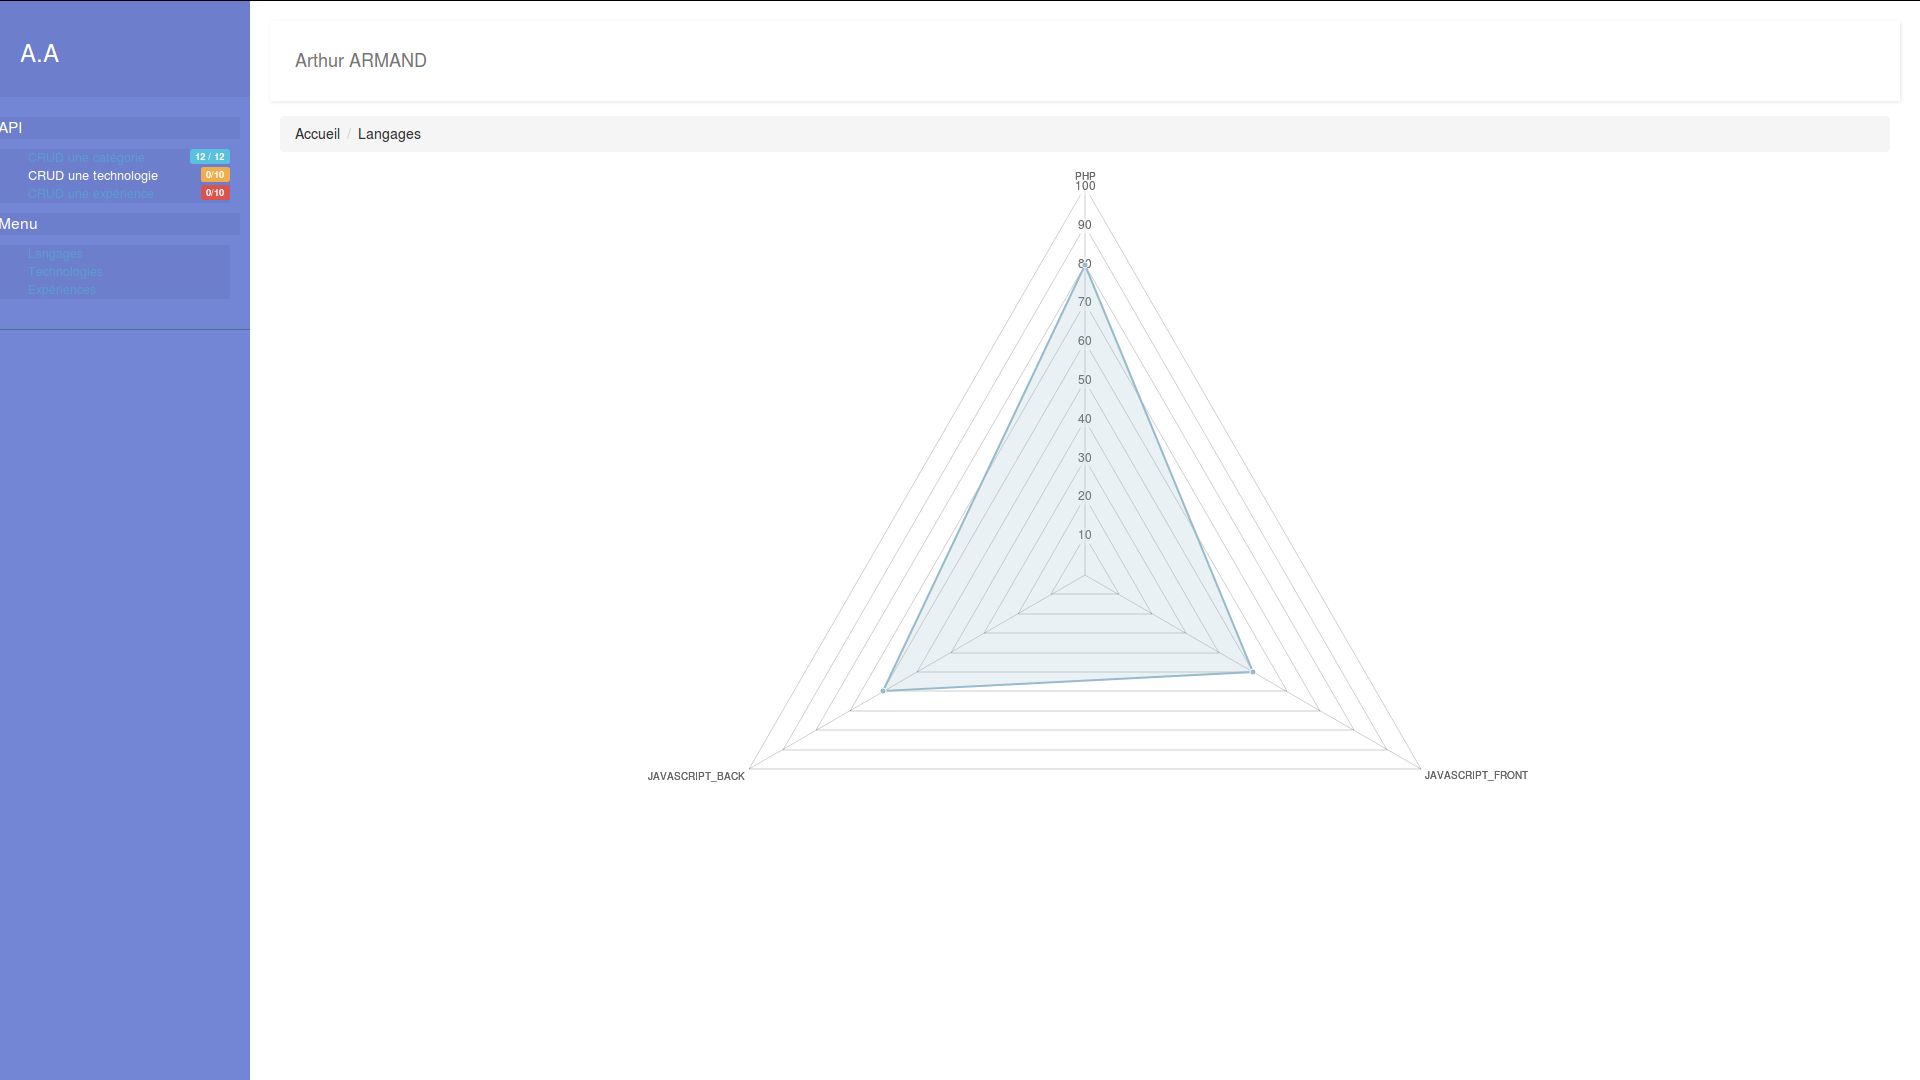 A.A
Arthur ARMAND
API
CRUD une catégorie 12 / 12
CRUD une technologie 0/10
CRUD une expérience 0/10
Menu
Langages
Technologies
Expériences
Accueil / Langages
PHP
100
90
80
70
60
50
40
30
20
10
JAVASCRIPT_BACK
JAVASCRIPT_FRONT